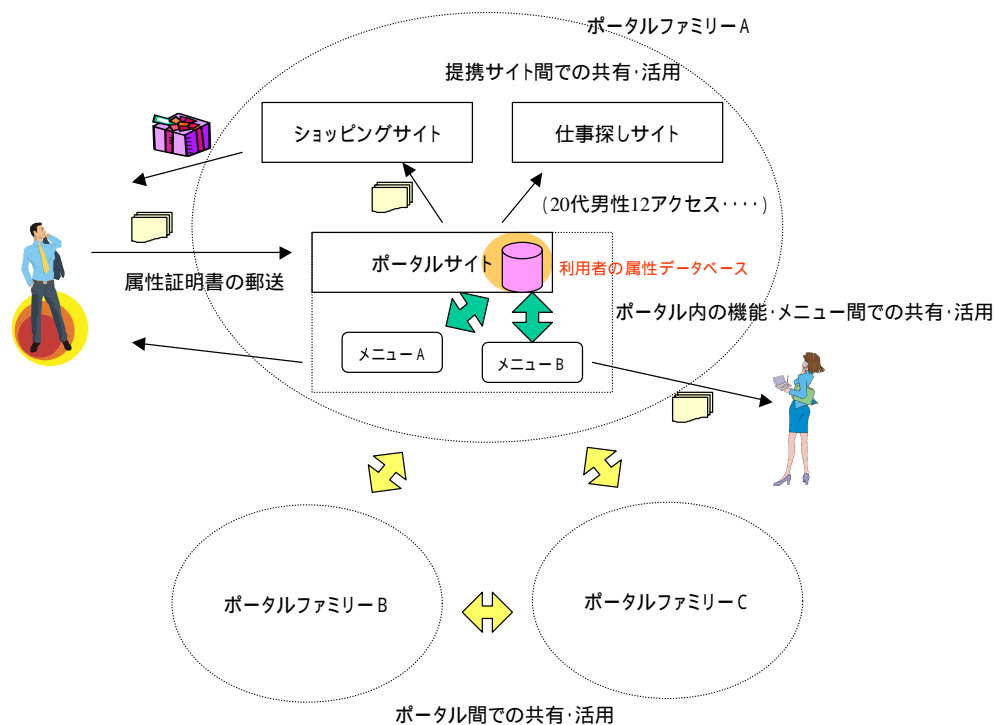 ポータルファミリーA
提携サイト間での共有･活用
ショッピングサイト
仕事探しサイト
(20代男性12アクセス････)
ポータルサイト
利用者の属性データベース
属性証明書の郵送
ポータル内の機能･メニュー間での共有･活用
メニューA
メニューB
ポータルファミリーB
ポータルファミリーC
ポータル間での共有･活用